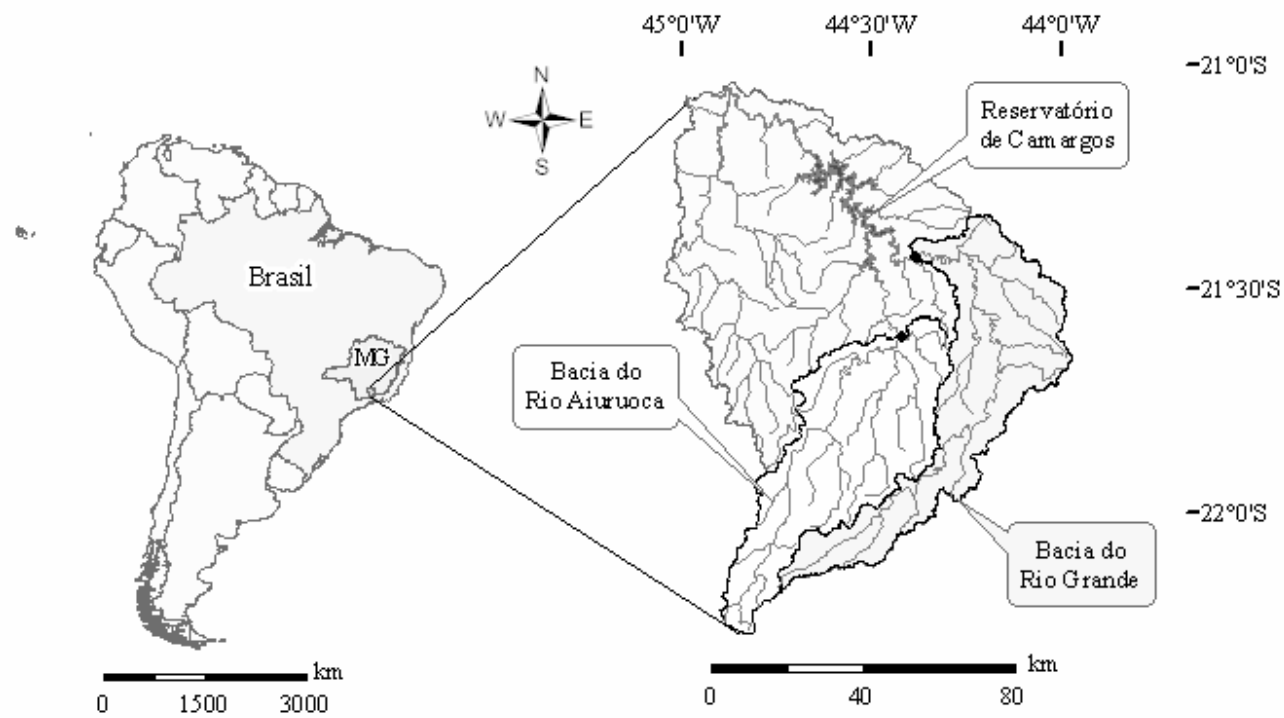 45°0'W 44°30'W 44°0'W
21°0'S
N
W E
S
Reservatório
de Camargos
Brasil
21°30'S
MG
Bacia do
Rio Aiuruoca
22°0'S
Bacia do
Rio Grande
km
0 1500 3000
km
0 40 80